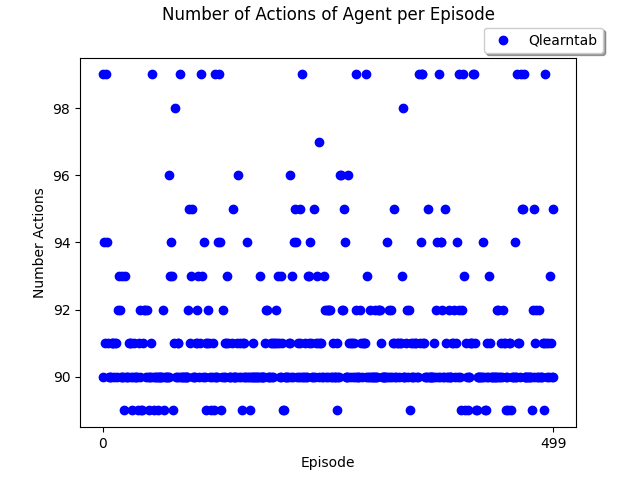 Number of Actions of Agent per Episode
Qlearntab
98
96
94
92
90
Number Actions
0
499
Episode